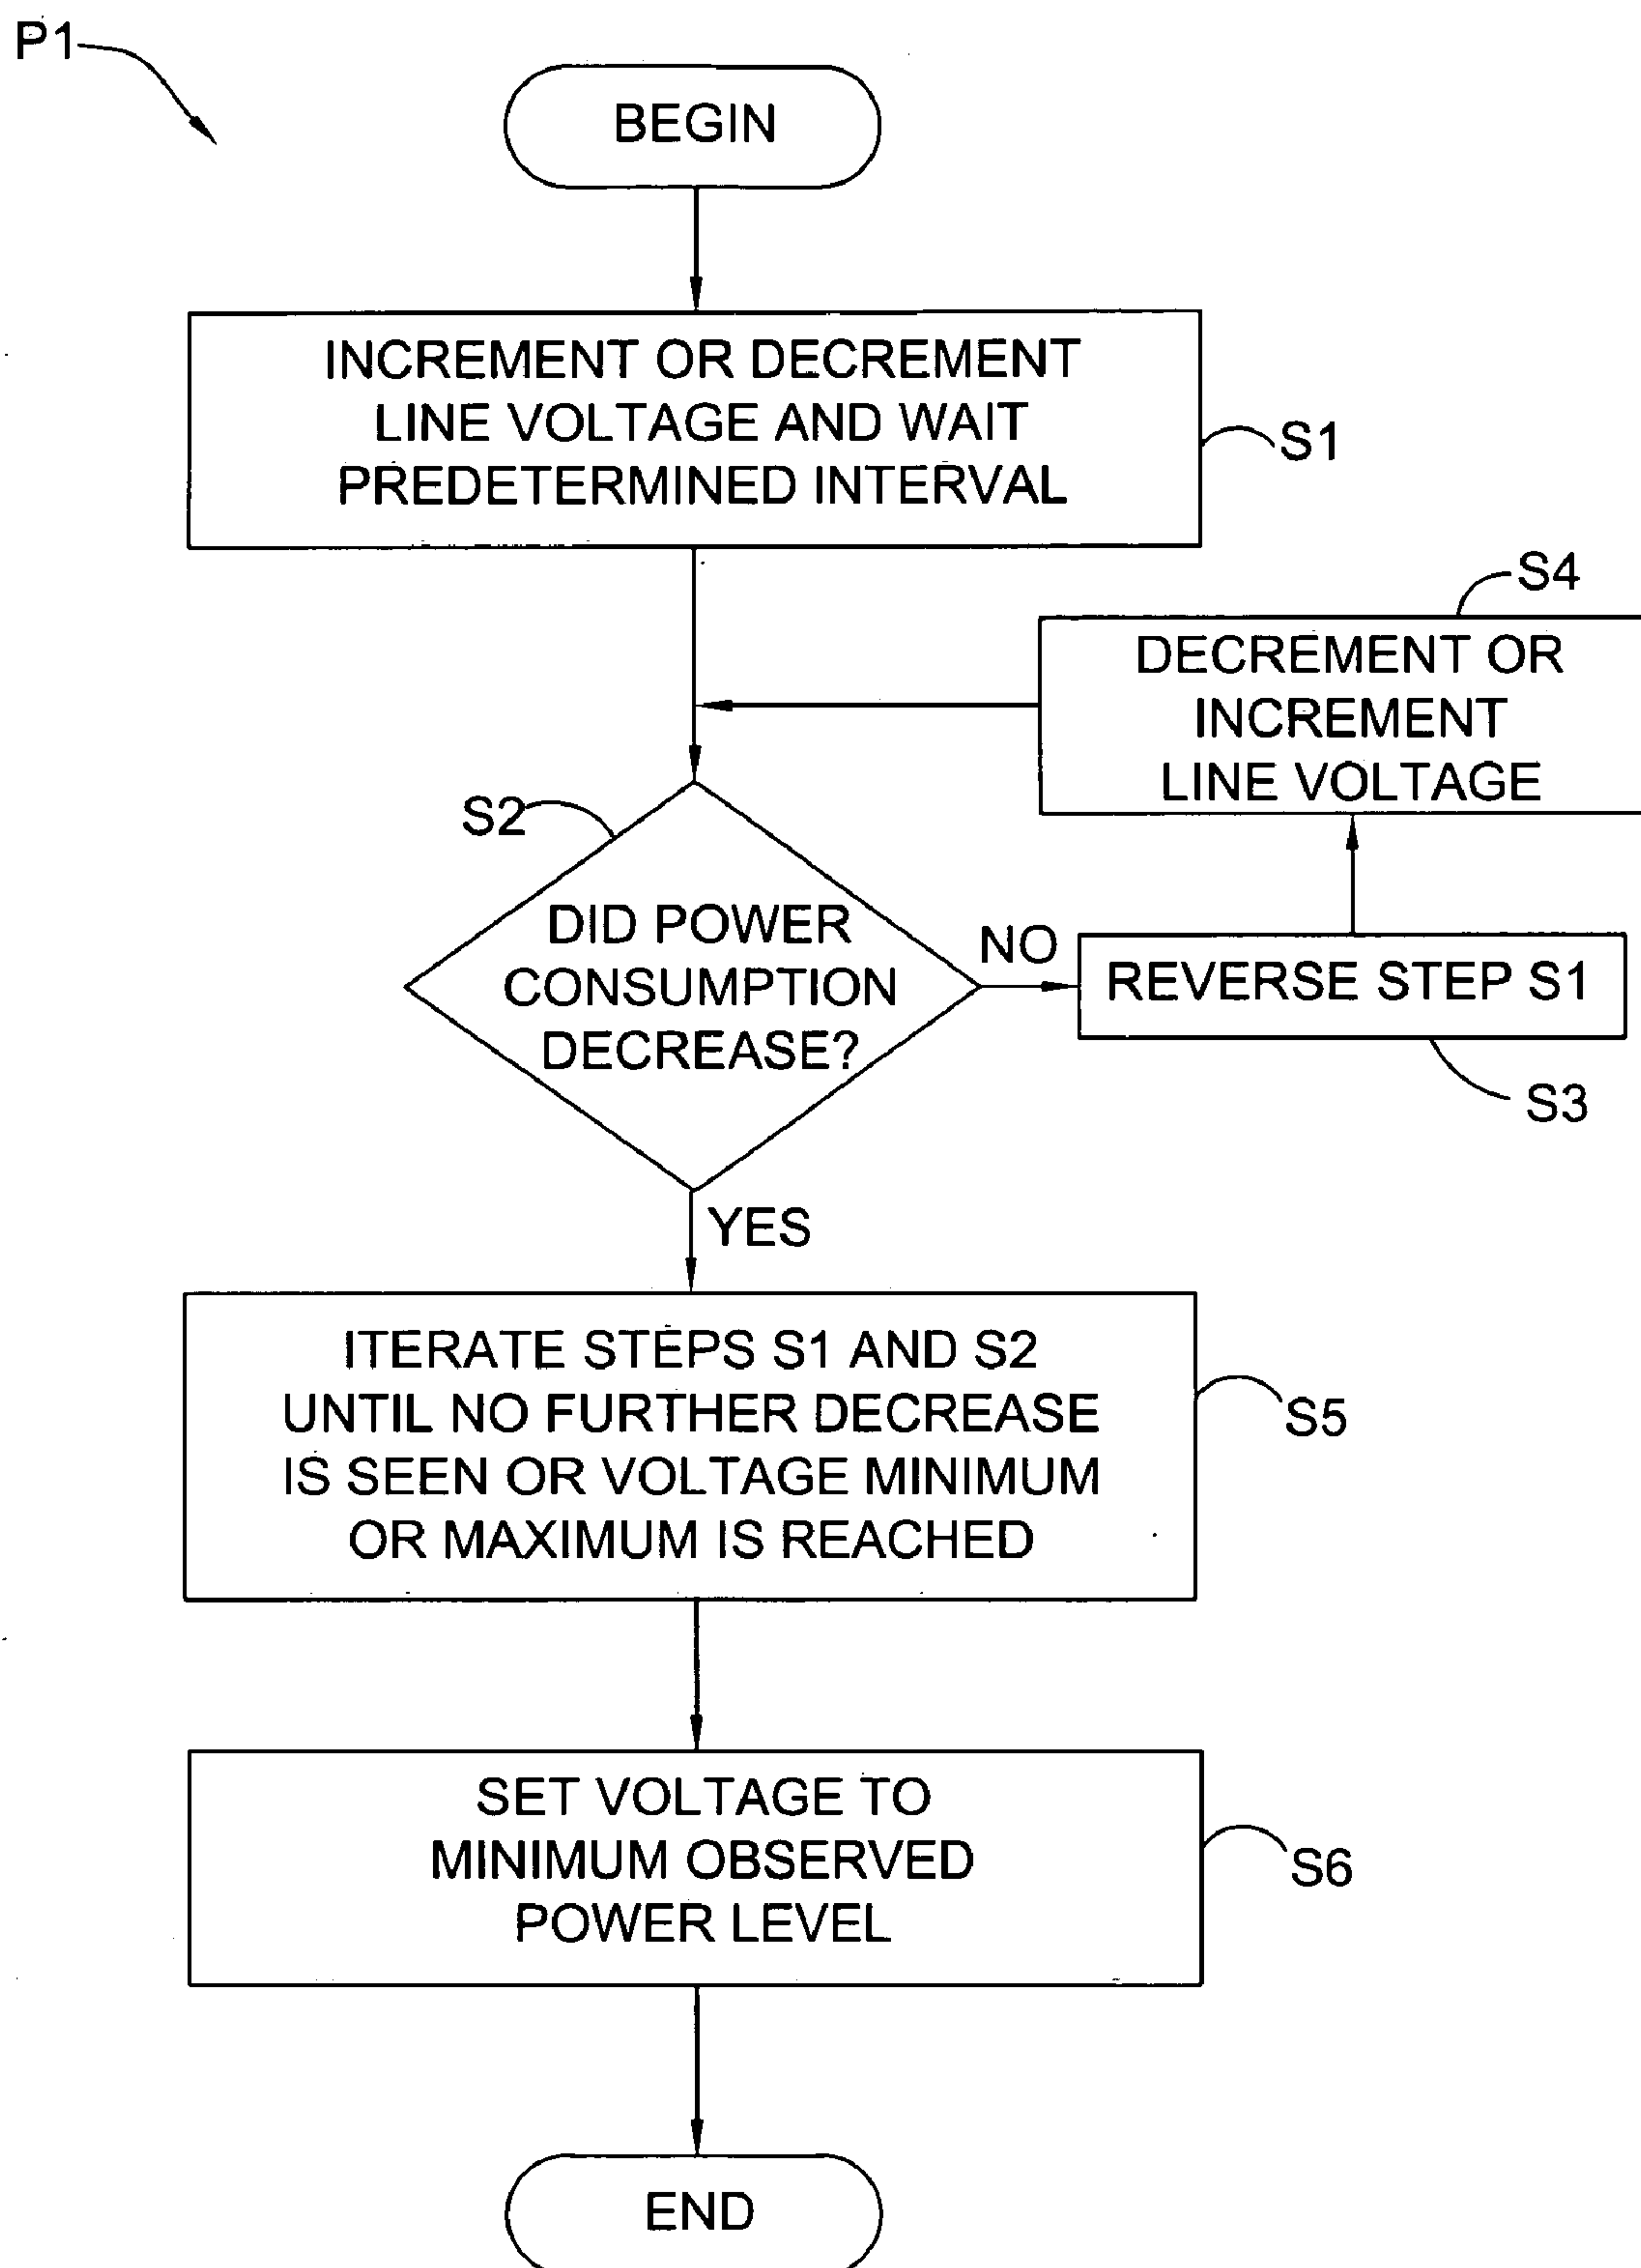 P1
BEGIN
INCREMENT OR DECREMENT
LINE VOLTAGE AND WAIT
PREDETERMINED INTERVAL
S1
S4
DECREMENT OR
INCREMENT
LINE VOLTAGE
S2
DID POWER
CONSUMPTION
DECREASE?
NO
REVERSE STEP S1
S3
YES
ITERATE STEPS S1 AND S2
UNTIL NO FURTHER DECREASE
IS SEEN OR VOLTAGE MINIMUM
OR MAXIMUM IS REACHED
S5
SET VOLTAGE TO
MINIMUM OBSERVED
POWER LEVEL
S6
END